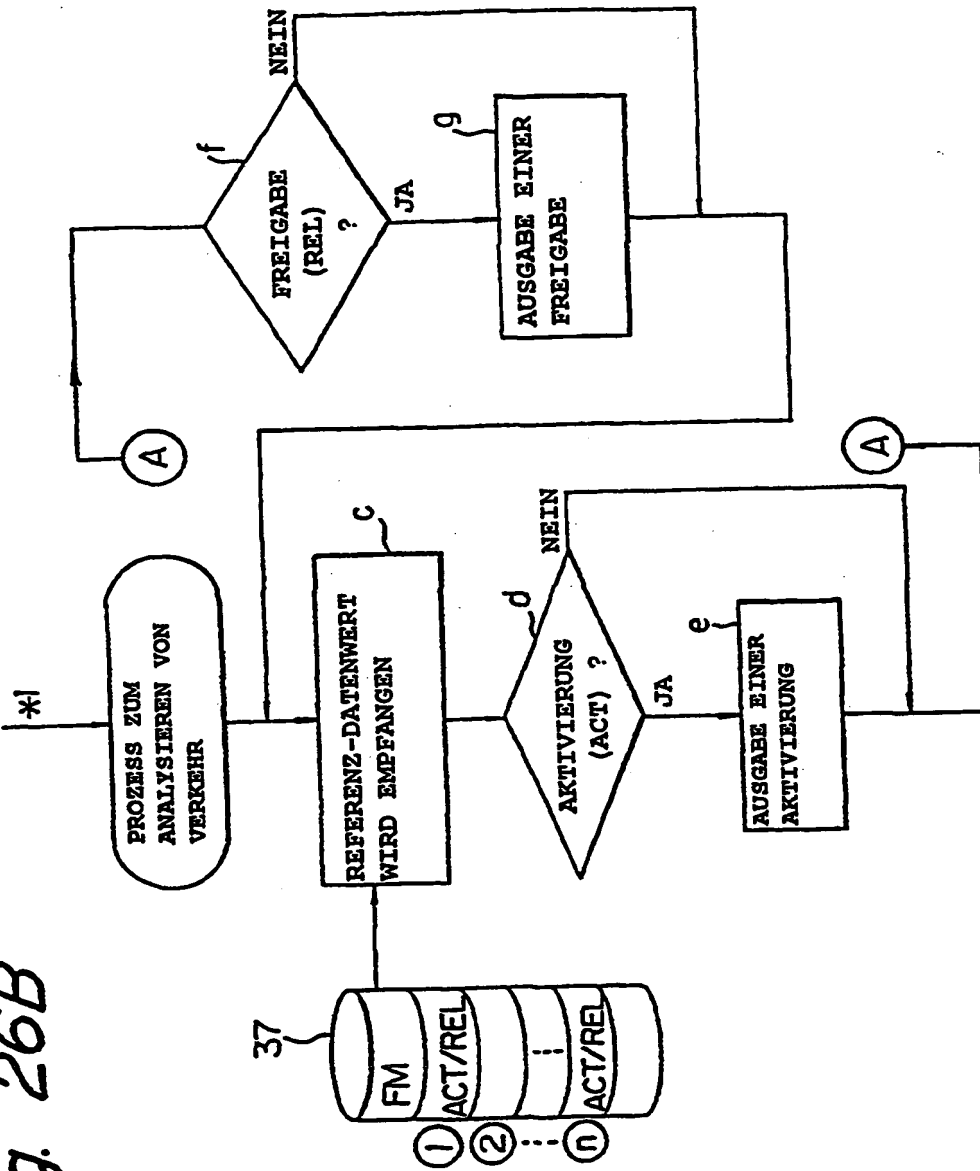 g. 26B
*1
PROZESS ZUM
ANALYSIEREN VON
VERKEHR
37
FM
1 ACT/REL
2
n ACT/REL
c
REFERENZ-DATENWERT
WIRD EMPFANGEN
d
AKTIVIERUNG
(ACT) ?
NEIN
JA
e
AUSGABE EINER
AKTIVIERUNG
A
A
f
FREIGABE
(REL)
?
NEIN
JA
g
AUSGABE EINER
FREIGABE